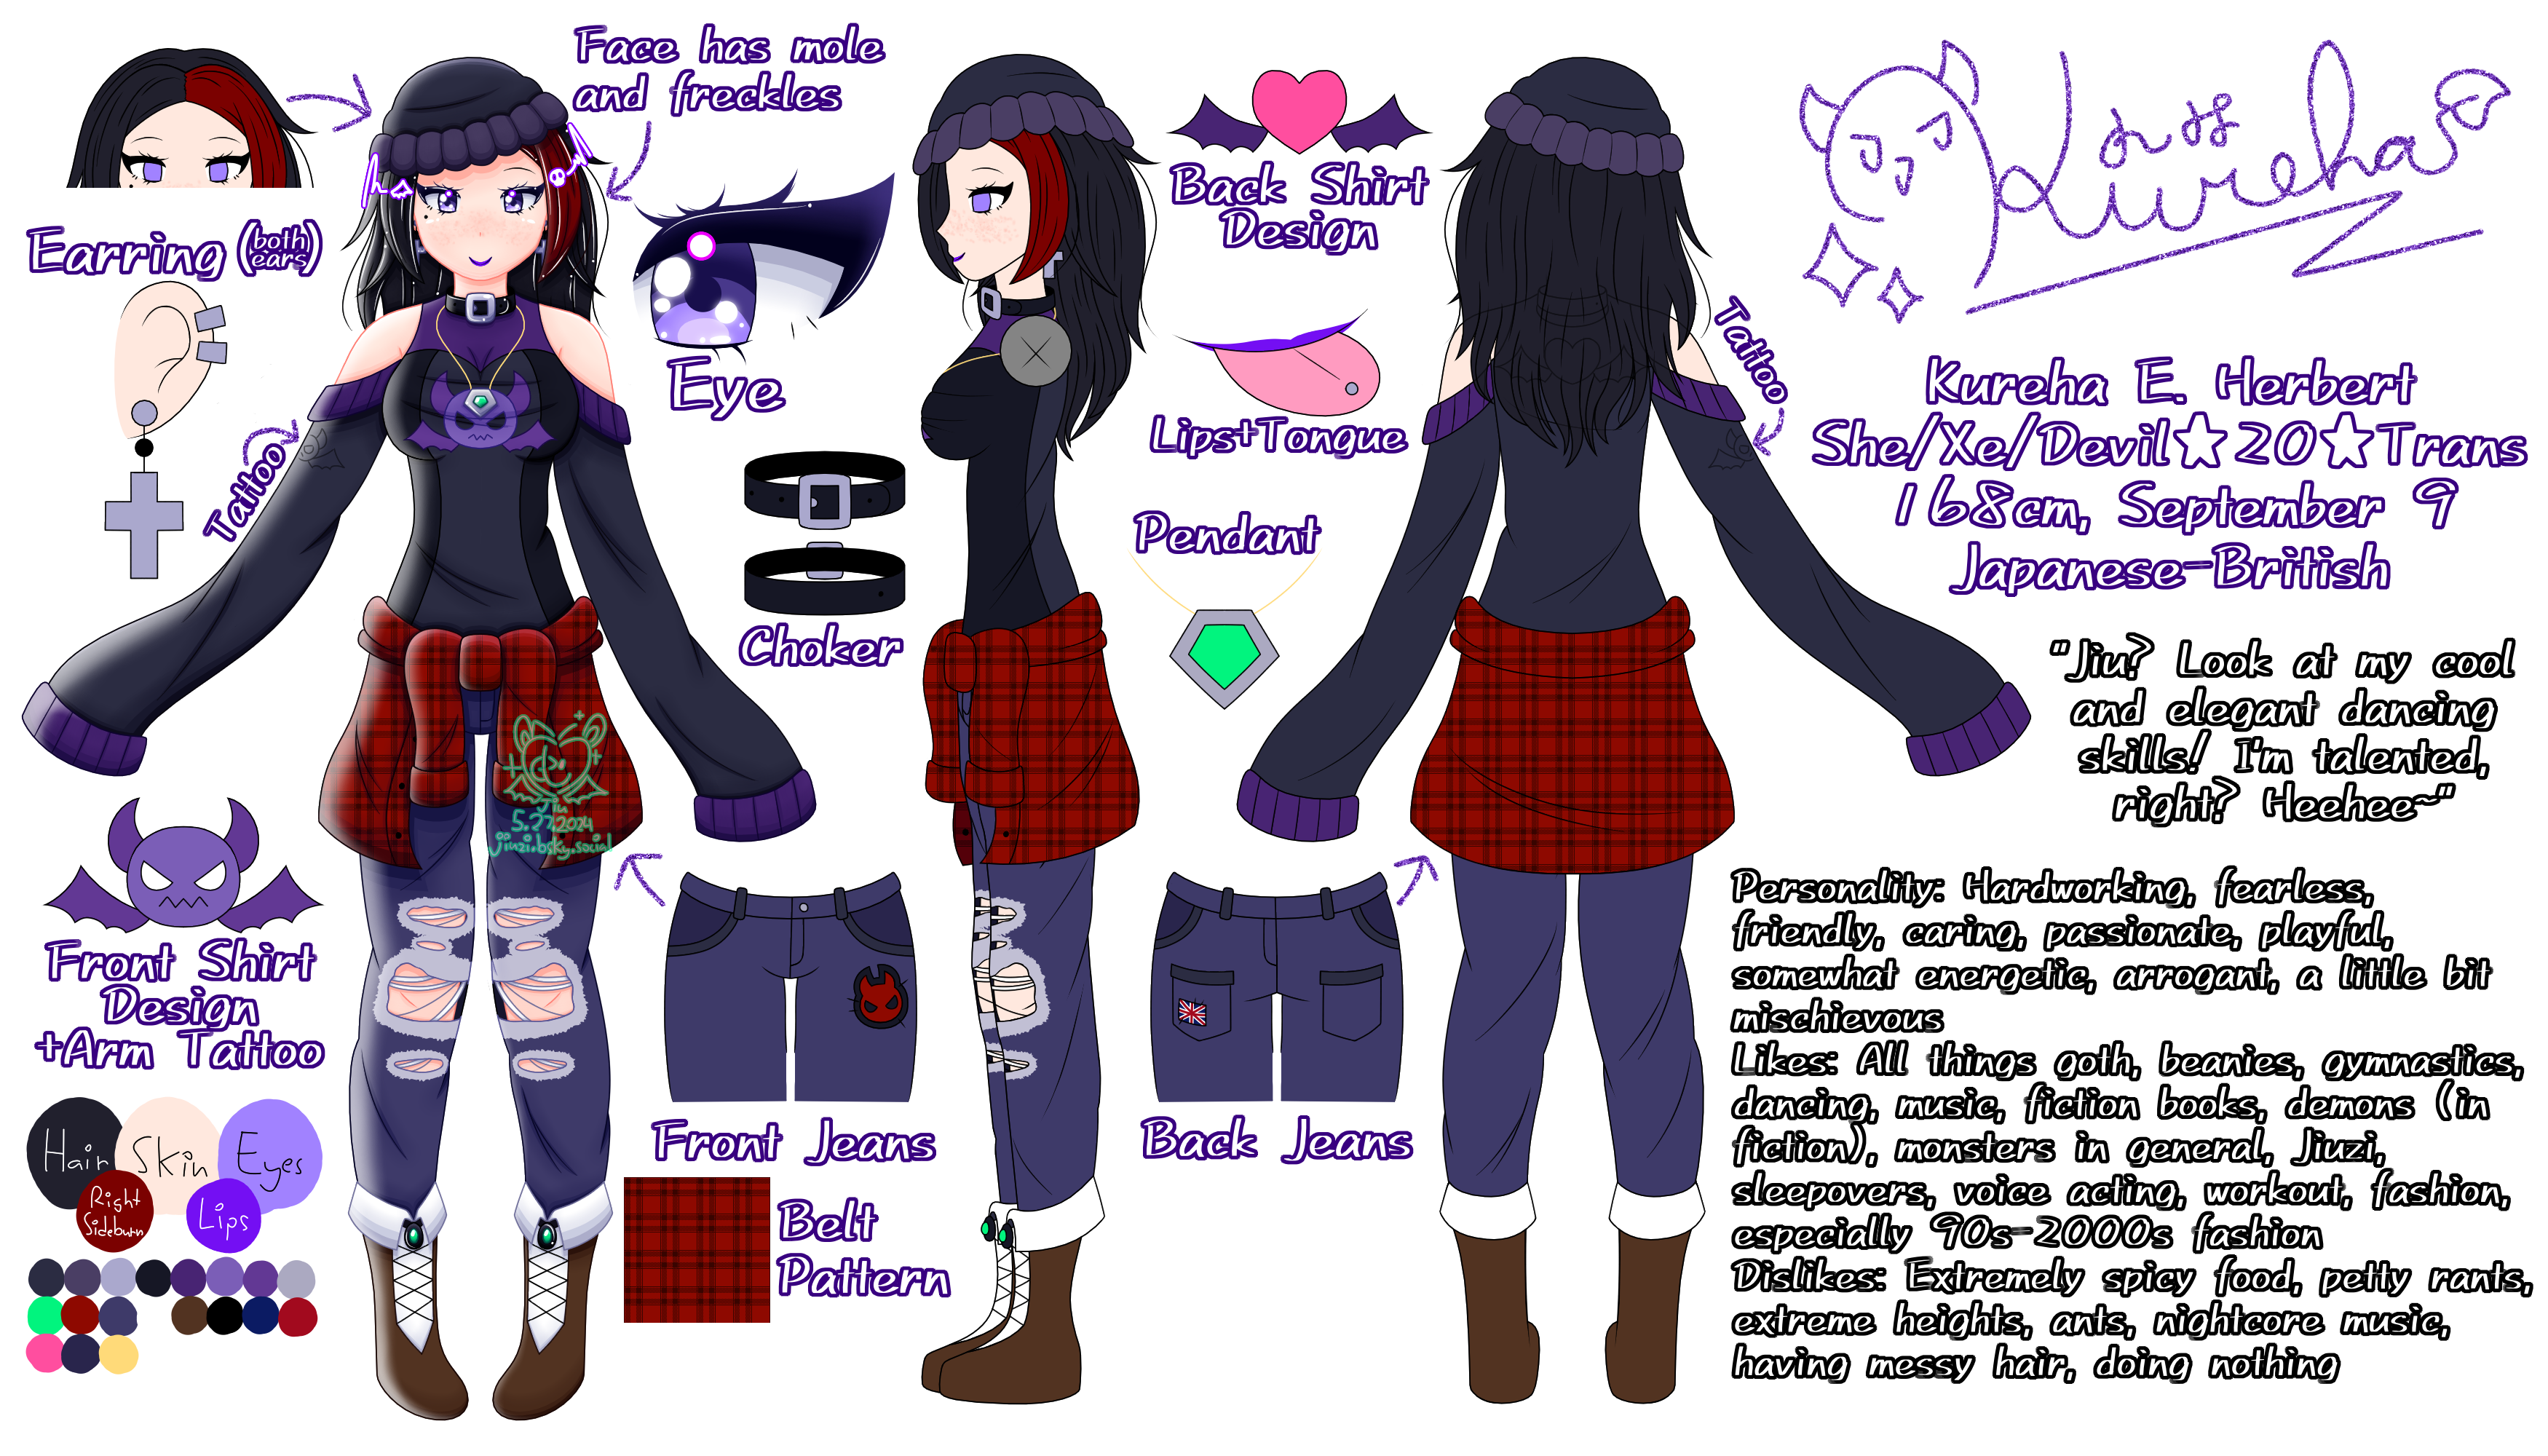 Face has mole
and freckles
Earring (both ears)
Tattoo
Eye
Choker
Back Shirt
Design
Lips+Tongue
Pendant
Tattoo
Kureha
Kureha E. Herbert
She/Xe/Devil★20★Trans
168cm, September 9
Japanese-British
"Jiu? Look at my cool
and elegant dancing
skills! I'm talented,
right? Heehee~"
Personality: Hardworking, fearless,
friendly, caring, passionate, playful,
somewhat energetic, arrogant, a little bit
mischievous
Likes: All things goth, beanies, gymnastics,
dancing, music, fiction books, demons (in
fiction), monsters in general, Jiuzi,
sleepovers, voice acting, workout, fashion,
especially 90s-2000s fashion
Dislikes: Extremely spicy food, petty rants,
extreme heights, ants, nightcore music,
having messy hair, doing nothing
Front Shirt
Design
+Arm Tattoo
Hair
Skin
Eyes
Right
Sideburn
Lips
2024
jiuzi.bsky.social
Front Jeans
Back Jeans
Belt
Pattern